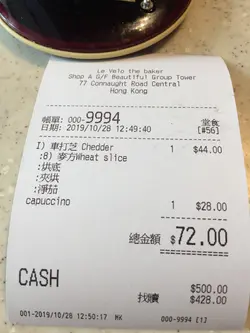 Le Velo the baker
Shop A G/F Beautiful Group Tower
77 Connaught Road Central
Hong Kong
帳單: 000-9994 堂食
日期: 2019/10/28 12:49:40 [#56]
I) 車打芝 Chedder 1 $44.00
:8) 麥方Wheat slice
:烘底
:夾烘
:淨茄
capuccino 1 $28.00
總金額 $72.00
CASH $500.00
找贖 $428.00
001-2019/10/28 12:50:17 MK 000-9994 [1]